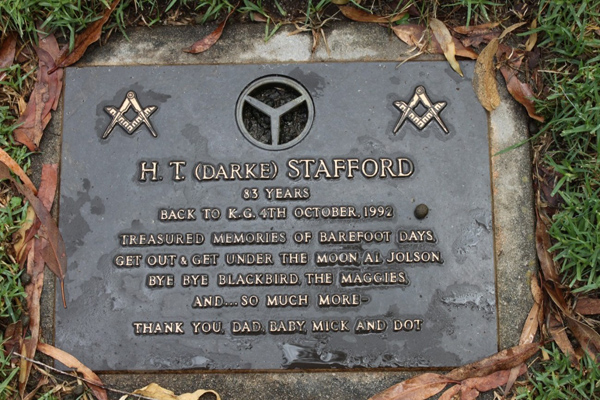 H. T. (DARKE) STAFFORD
83 YEARS
BACK TO K.G. 4TH OCTOBER, 1992
TREASURED MEMORIES OF BAREFOOT DAYS,
GET OUT & GET UNDER THE MOON, AL JOLSON,
BYE BYE BLACKBIRD, THE MAGGIES,
AND... SO MUCH MORE-
THANK YOU, DAD, BABY, MICK AND DOT